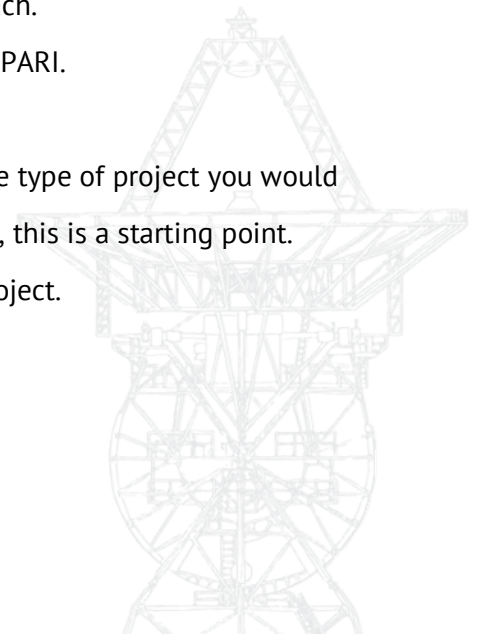 ch.
PARI.
e type of project you would
, this is a starting point.
oject.